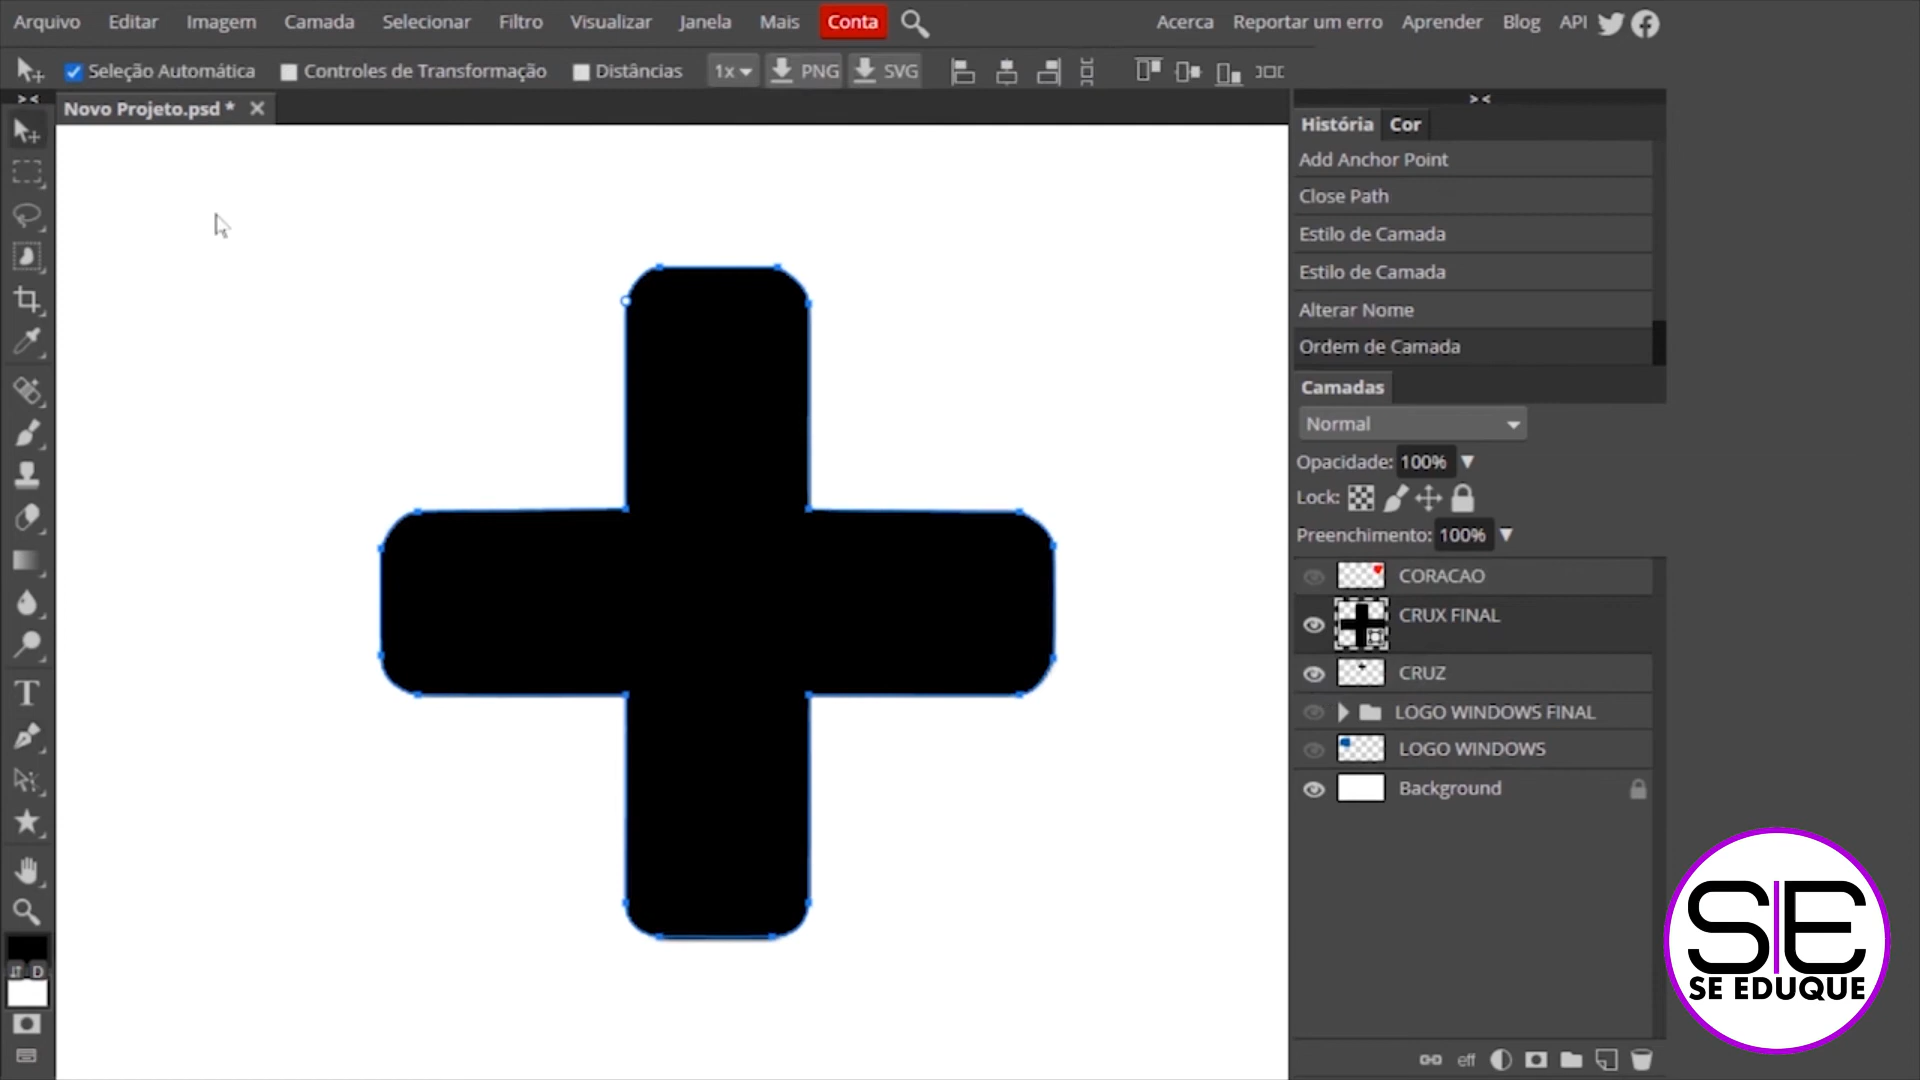 Arquivo Editar Imagem Camada Selecionar Filtro Visualizar Janela Mais Conta Acerca Reportar um erro Aprender Blog API
Seleção Automática Controles de Transformação Distâncias 1x PNG SVG
Novo Projeto.psd *
História Cor
Add Anchor Point
Close Path
Estilo de Camada
Estilo de Camada
Alterar Nome
Ordem de Camada
Camadas
Normal
Opacidade: 100%
Lock:
Preenchimento: 100%
CORACAO
CRUX FINAL
CRUZ
LOGO WINDOWS FINAL
LOGO WINDOWS
Background
D
eff
SE
SE EDUQUE